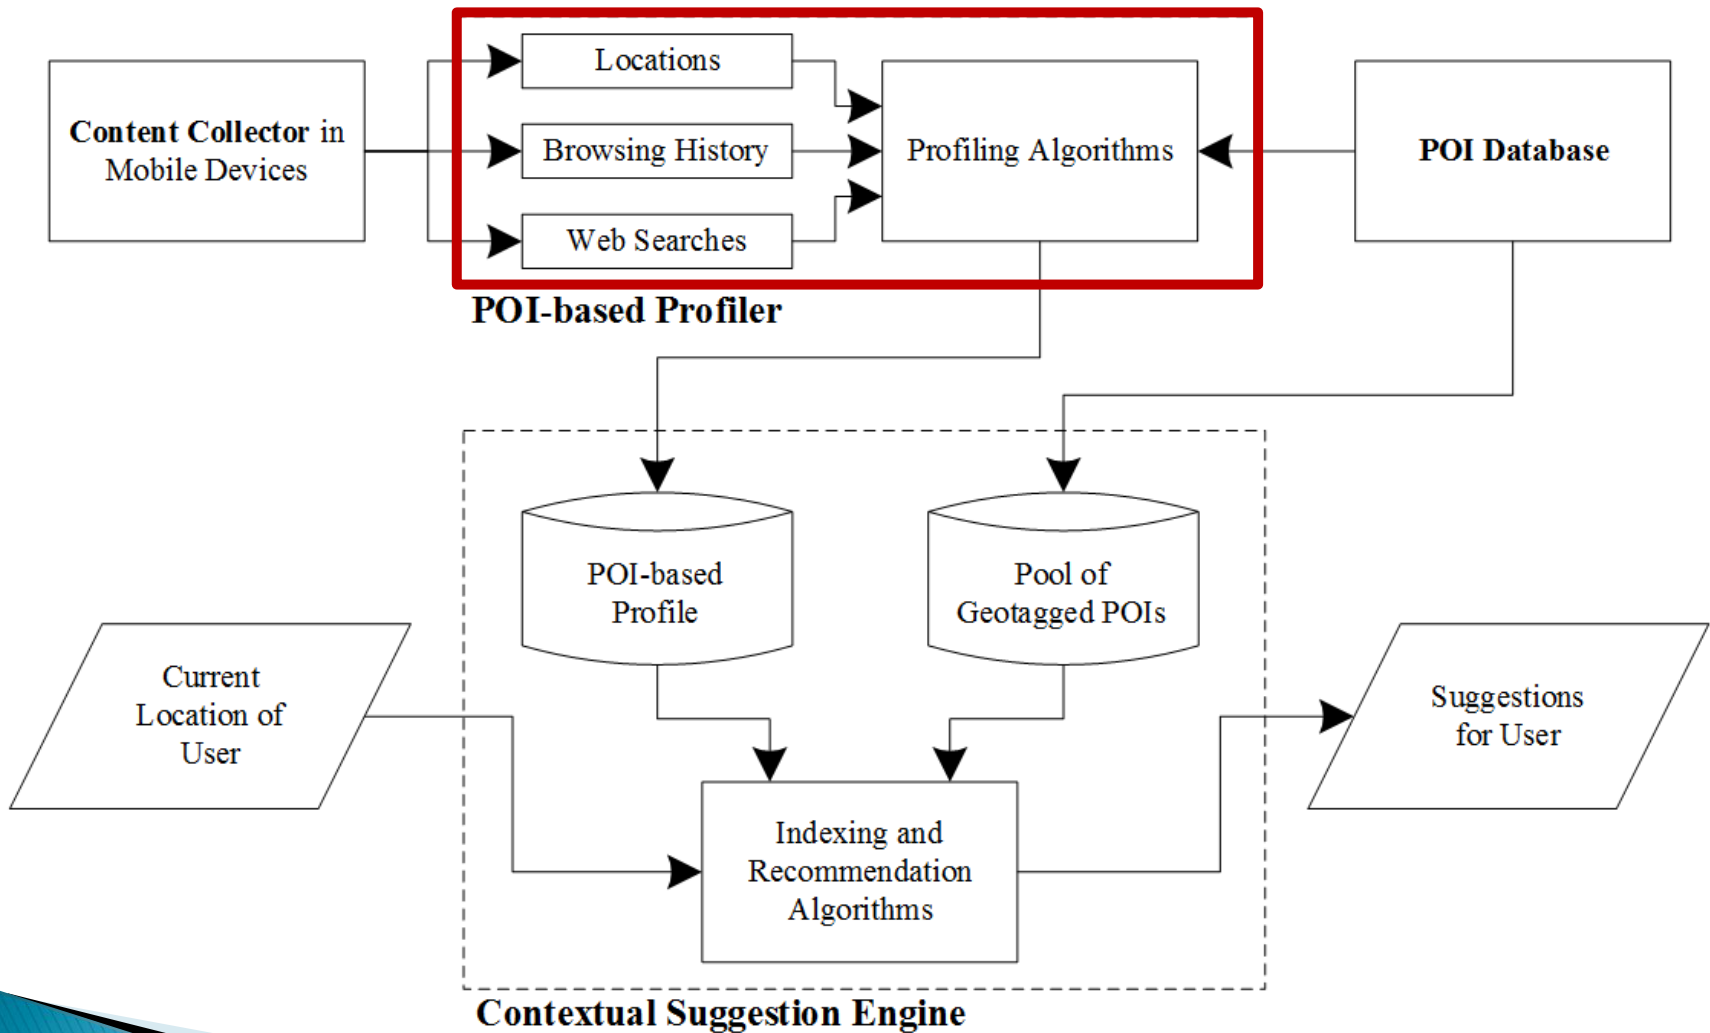 Locations
Content Collector in
Mobile Devices
Browsing History
Profiling Algorithms
POI Database
Web Searches
POI-based Profiler
POI-based
Profile
Pool of
Geotagged POIs
Current
Location of
User
Suggestions
for User
Indexing and
Recommendation
Algorithms
Contextual Suggestion Engine